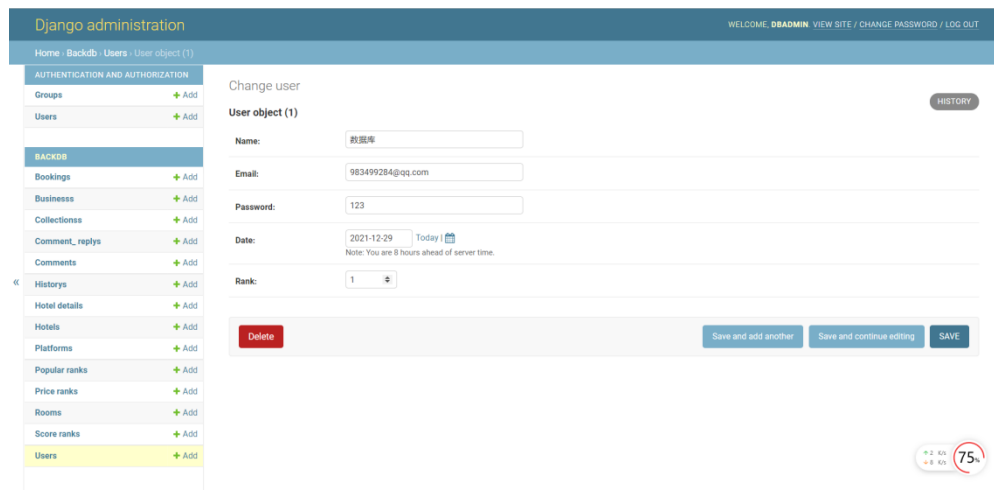 Django administration
WELCOME, DBADMIN. VIEW SITE / CHANGE PASSWORD / LOG OUT
Home › Backdb › Users › User object (1)
AUTHENTICATION AND AUTHORIZATION
Groups + Add
Users + Add
BACKDB
Bookings + Add
Businesss + Add
Collectionss + Add
Comment_ replys + Add
Comments + Add
Historys + Add
Hotel details + Add
Hotels + Add
Platforms + Add
Popular ranks + Add
Price ranks + Add
Rooms + Add
Score ranks + Add
Users + Add
«
Change user
HISTORY
User object (1)
Name: 数据库
Email: 983499284@qq.com
Password: 123
Date: 2021-12-29 Today |
Note: You are 8 hours ahead of server time.
Rank: 1
Delete
Save and add another
Save and continue editing
SAVE
2 K/s
8 K/s
75%